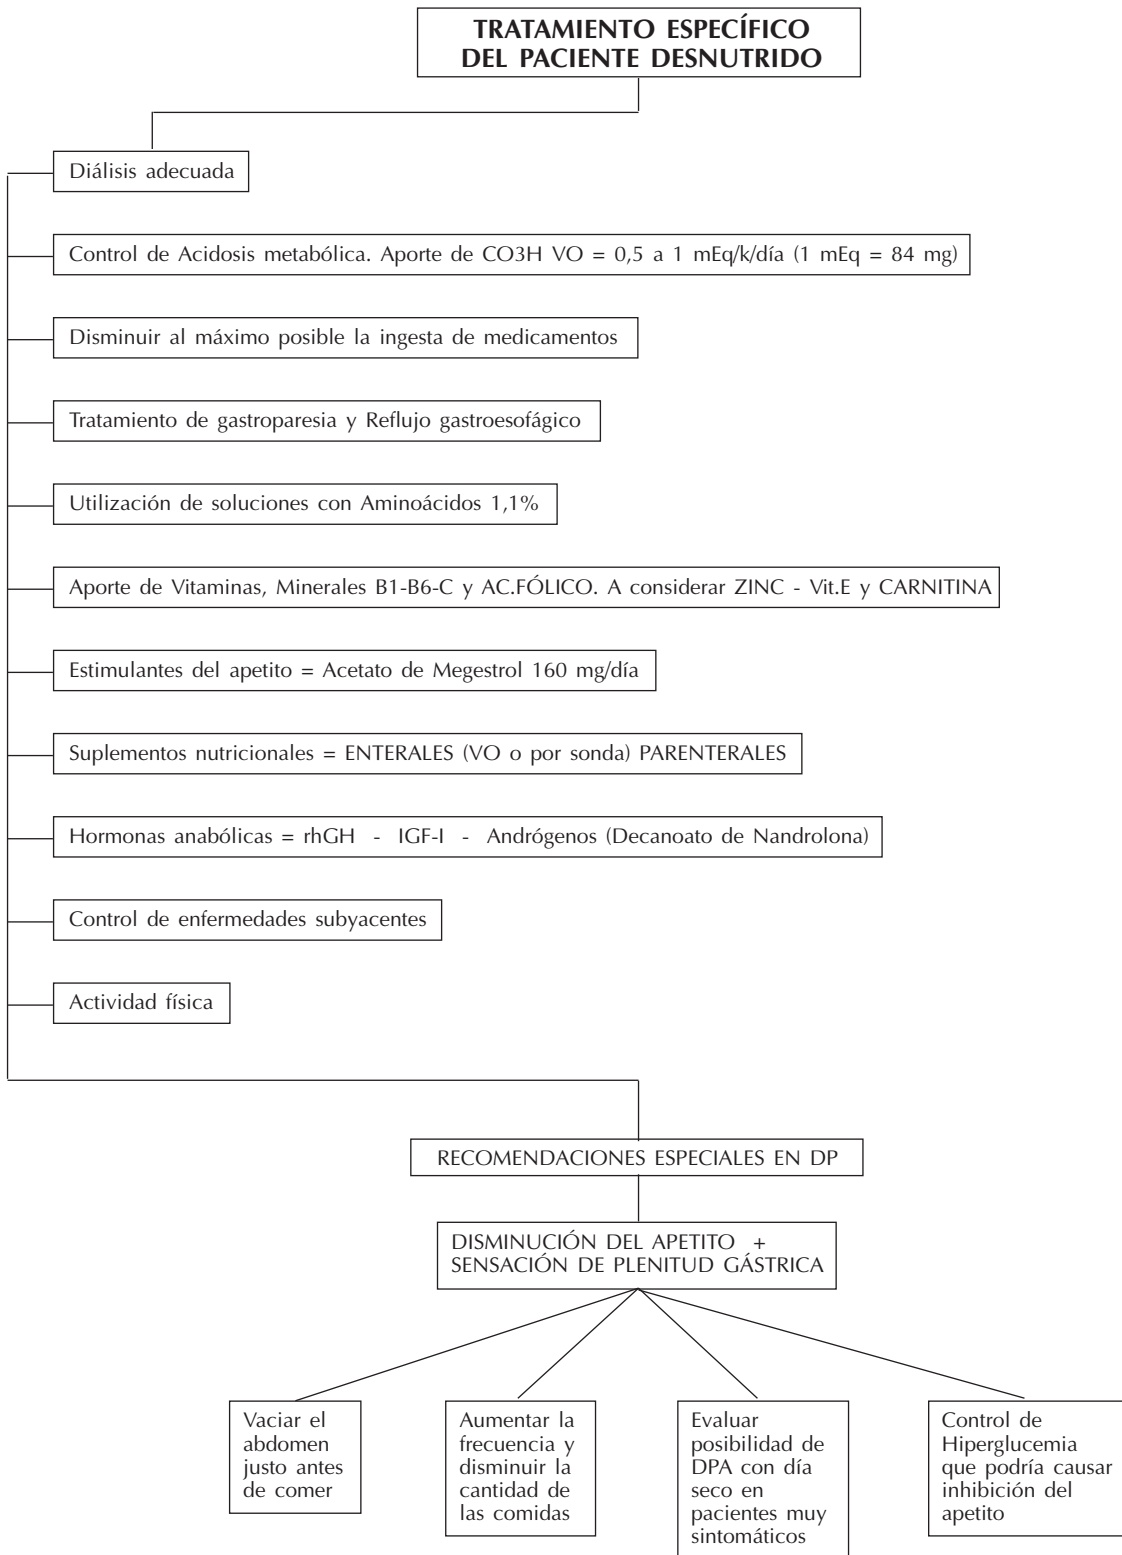 TRATAMIENTO ESPECÍFICO
DEL PACIENTE DESNUTRIDO
Diálisis adecuada
Control de Acidosis metabólica. Aporte de CO3H VO = 0,5 a 1 mEq/k/día (1 mEq = 84 mg)
Disminuir al máximo posible la ingesta de medicamentos
Tratamiento de gastroparesia y Reflujo gastroesofágico
Utilización de soluciones con Aminoácidos 1,1%
Aporte de Vitaminas, Minerales B1-B6-C y AC.FÓLICO. A considerar ZINC - Vit.E y CARNITINA
Estimulantes del apetito = Acetato de Megestrol 160 mg/día
Suplementos nutricionales = ENTERALES (VO o por sonda) PARENTERALES
Hormonas anabólicas = rhGH - IGF-I - Andrógenos (Decanoato de Nandrolona)
Control de enfermedades subyacentes
Actividad física
RECOMENDACIONES ESPECIALES EN DP
DISMINUCIÓN DEL APETITO +
SENSACIÓN DE PLENITUD GÁSTRICA
Vaciar el
abdomen
justo antes
de comer
Aumentar la
frecuencia y
disminuir la
cantidad de
las comidas
Evaluar
posibilidad de
DPA con día
seco en
pacientes muy
sintomáticos
Control de
Hiperglucemia
que podría causar
inhibición del
apetito